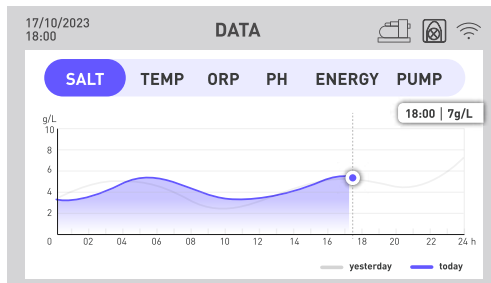 17/10/2023
18:00
DATA
SALT TEMP ORP PH ENERGY PUMP
18:00 | 7g/L
g/L
10
8
6
4
2
0 02 04 06 08 10 12 14 16 18 20 22 24 h
yesterday today